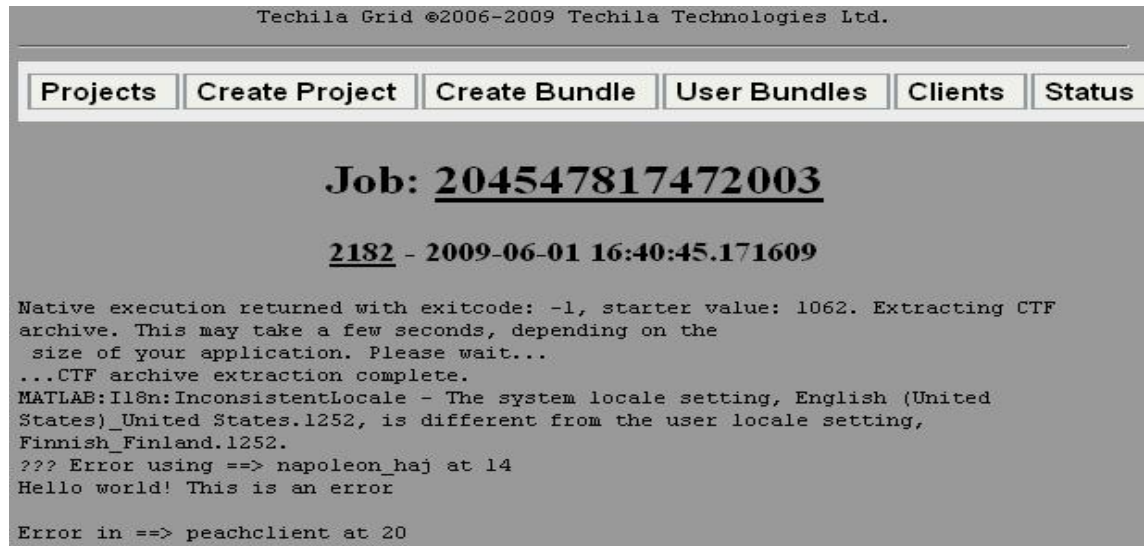 Techila Grid ©2006-2009 Techila Technologies Ltd.
Projects Create Project Create Bundle User Bundles Clients Status
Job: 204547817472003
2182 - 2009-06-01 16:40:45.171609
Native execution returned with exitcode: -1, starter value: 1062. Extracting CTF
archive. This may take a few seconds, depending on the
size of your application. Please wait...
...CTF archive extraction complete.
MATLAB:I18n:InconsistentLocale - The system locale setting, English (United
States)_United States.1252, is different from the user locale setting,
Finnish_Finland.1252.
??? Error using ==> napoleon_haj at 14
Hello world! This is an error
Error in ==> peachclient at 20